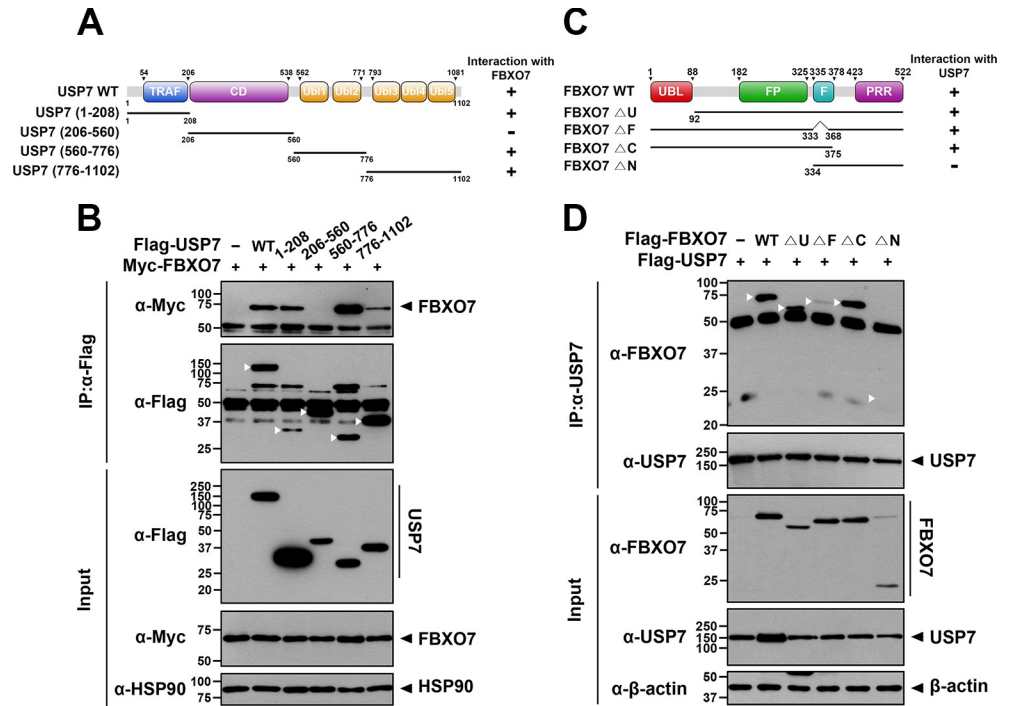 A
Interaction with
FBXO7
54 206 538 562 771 793 1081
USP7 WT TRAF CD Ubl1 Ubl2 Ubl3 Ubl4 Ubl5 +
1 1102
USP7 (1-208) +
1 208
USP7 (206-560) -
206 560
USP7 (560-776) +
560 776
USP7 (776-1102) +
776 1102
C
Interaction with
USP7
1 88 182 325 335 378 423 522
FBXO7 WT UBL FP F PRR +
FBXO7 △U +
92
FBXO7 △F +
333 368
FBXO7 △C +
375
FBXO7 △N -
334
B
Flag-USP7 – WT 1-208 206-560 560-776 776-1102
Myc-FBXO7 + + + + + +
IP:α-Flag
α-Myc
100
75
50
FBXO7
α-Flag
150
100
75
50
37
25
Input
α-Flag
250
150
100
75
50
37
25
20
USP7
α-Myc
75
50
FBXO7
α-HSP90
100
75
HSP90
D
Flag-FBXO7 – WT △U △F △C △N
Flag-USP7 + + + + + +
IP:α-USP7
α-FBXO7
100
75
50
37
25
20
α-USP7
250
150
USP7
Input
α-FBXO7
100
75
50
37
25
FBXO7
α-USP7
250
150
100
USP7
α-β-actin
50
37
β-actin